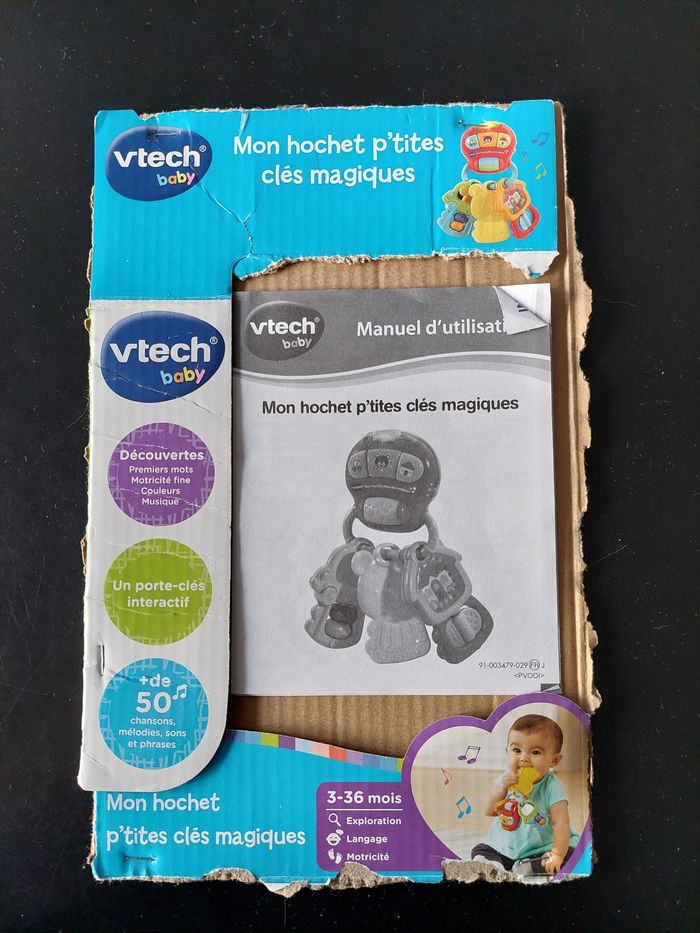 vtech®
baby
Mon hochet p'tites
clés magiques
vtech®
baby
Découvertes
Premiers mots
Motricité fine
Couleurs
Musique
Un porte-clés
interactif
+de
50
chansons,
mélodies, sons
et phrases
vtech®
baby
Manuel d'utilisati
Mon hochet p'tites clés magiques
91-003479-029 FR J
<PVOOI>
Mon hochet
p'tites clés magiques
3-36 mois
Exploration
Langage
Motricité